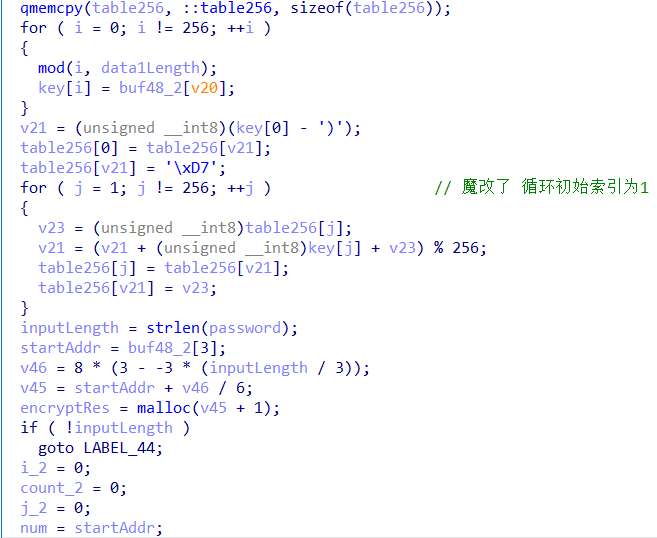 qmemcpy(table256, ::table256, sizeof(table256));
for ( i = 0; i != 256; ++i )
{
  mod(i, data1Length);
  key[i] = buf48_2[v20];
}
v21 = (unsigned __int8)(key[0] - ')');
table256[0] = table256[v21];
table256[v21] = '\xD7';
for ( j = 1; j != 256; ++j )                // 魔改了 循环初始索引为1
{
  v23 = (unsigned __int8)table256[j];
  v21 = (v21 + (unsigned __int8)key[j] + v23) % 256;
  table256[j] = table256[v21];
  table256[v21] = v23;
}
inputLength = strlen(password);
startAddr = buf48_2[3];
v46 = 8 * (3 - -3 * (inputLength / 3));
v45 = startAddr + v46 / 6;
encryptRes = malloc(v45 + 1);
if ( !inputLength )
  goto LABEL_44;
i_2 = 0;
count_2 = 0;
j_2 = 0;
num = startAddr;